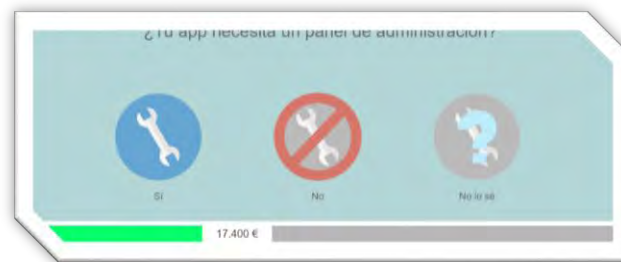 ¿Tu app necesita un panel de administración?
Sí
No
No lo sé
17.400 €